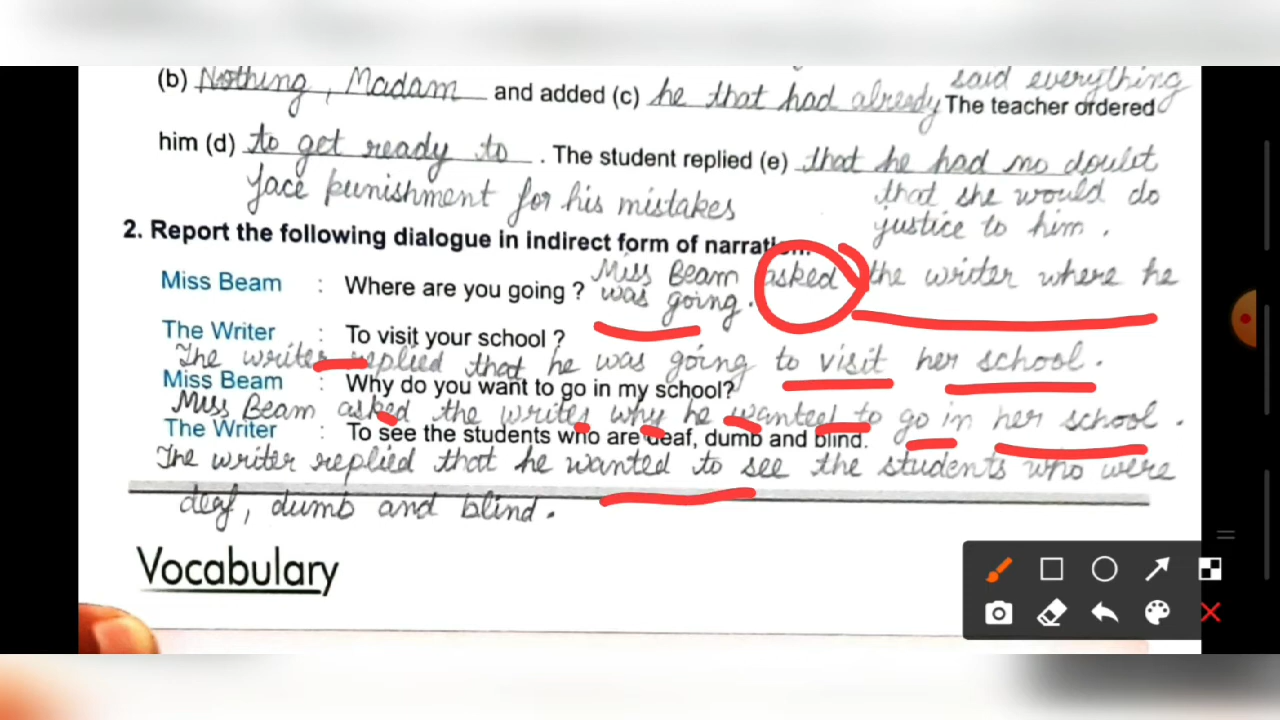 said everything
(b) Nothing, Madam and added (c) he that had already The teacher ordered
him (d) to get ready to . The student replied (e) that he had no doubt
face punishment for his mistakes that she would do
justice to him.
2. Report the following dialogue in indirect form of narration.
Miss Beam : Where are you going ? Miss Beam asked the writer where he
was going.
The Writer : To visit your school ?
The writer replied that he was going to visit her school.
Miss Beam : Why do you want to go in my school?
Miss Beam asked the writer why he wanted to go in her school.
The Writer : To see the students who are deaf, dumb and blind.
The writer replied that he wanted to see the students who were
deaf, dumb and blind.
Vocabulary